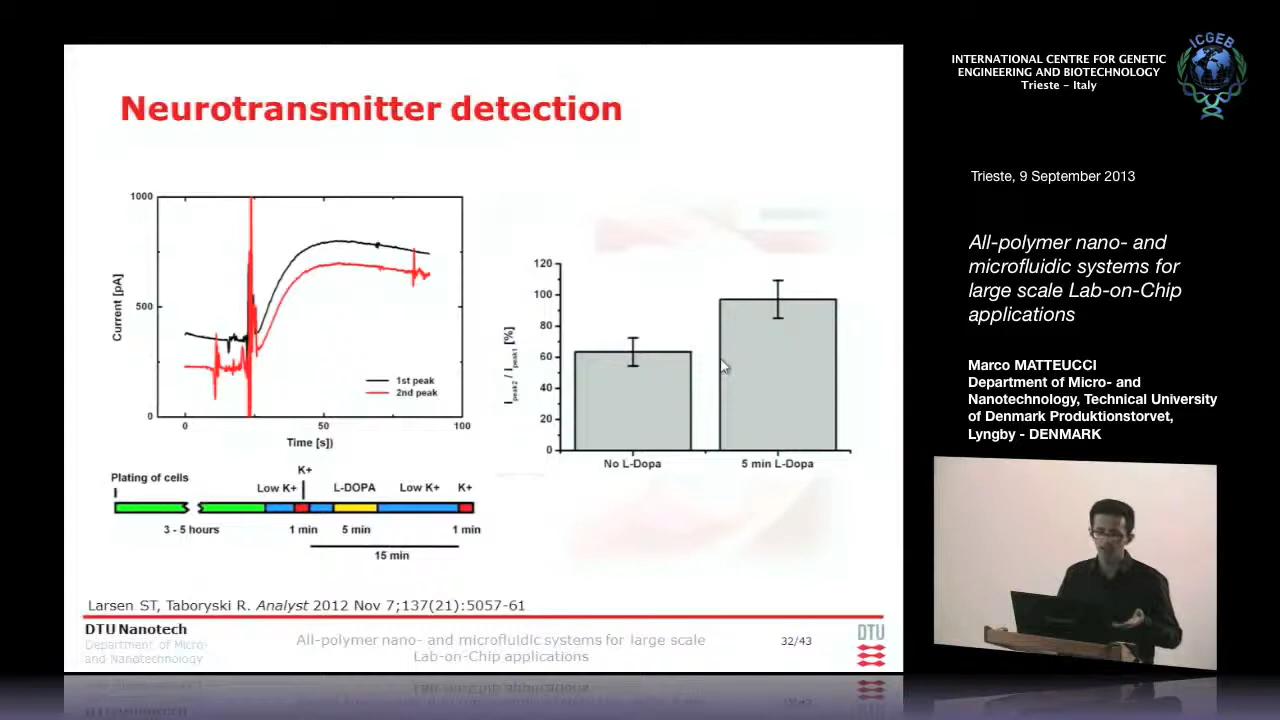 Neurotransmitter detection
1000
500
0
Current [pA]
1st peak
2nd peak
0
50
100
Time [s])
120
100
80
60
40
20
0
I peak2 / I peak1 [%]
No L-Dopa
5 min L-Dopa
Plating of cells
K+
Low K+
L-DOPA
Low K+
K+
3 - 5 hours
1 min
5 min
1 min
15 min
Larsen ST, Taboryski R. Analyst 2012 Nov 7;137(21):5057-61
DTU Nanotech
Department of Micro-
and Nanotechnology
All-polymer nano- and microfluidic systems for large scale
Lab-on-Chip applications
32/43
DTU
INTERNATIONAL CENTRE FOR GENETIC
ENGINEERING AND BIOTECHNOLOGY
Trieste - Italy
ICGEB
Trieste, 9 September 2013
All-polymer nano- and
microfluidic systems for
large scale Lab-on-Chip
applications
Marco MATTEUCCI
Department of Micro- and
Nanotechnology, Technical University
of Denmark Produktionstorvet,
Lyngby - DENMARK